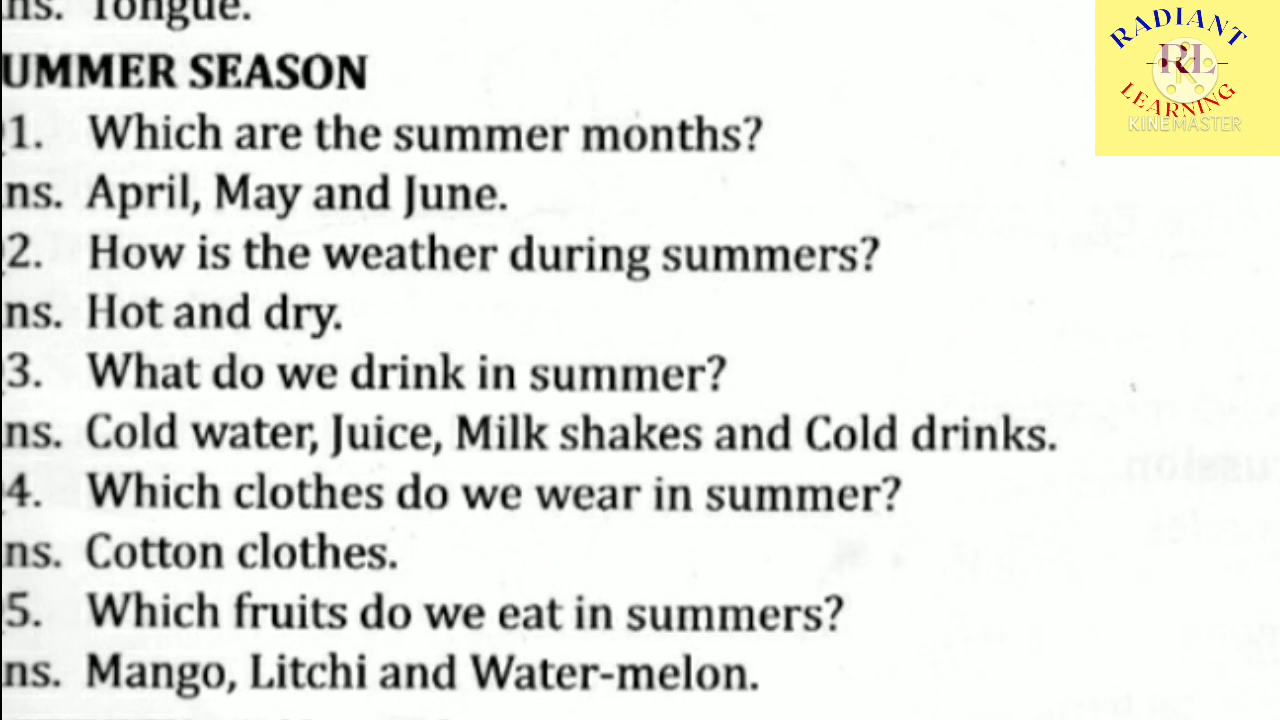 ns. Tongue.
UMMER SEASON
1. Which are the summer months?
ns. April, May and June.
2. How is the weather during summers?
ns. Hot and dry.
3. What do we drink in summer?
ns. Cold water, Juice, Milk shakes and Cold drinks.
4. Which clothes do we wear in summer?
ns. Cotton clothes.
5. Which fruits do we eat in summers?
ns. Mango, Litchi and Water-melon.
RADIANT
RL
LEARNING
KINEMASTER